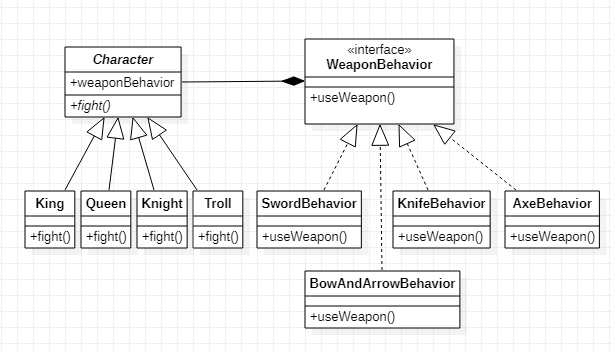 Character
+weaponBehavior
+fight()
«interface»
WeaponBehavior
+useWeapon()
King
+fight()
Queen
+fight()
Knight
+fight()
Troll
+fight()
SwordBehavior
+useWeapon()
KnifeBehavior
+useWeapon()
AxeBehavior
+useWeapon()
BowAndArrowBehavior
+useWeapon()